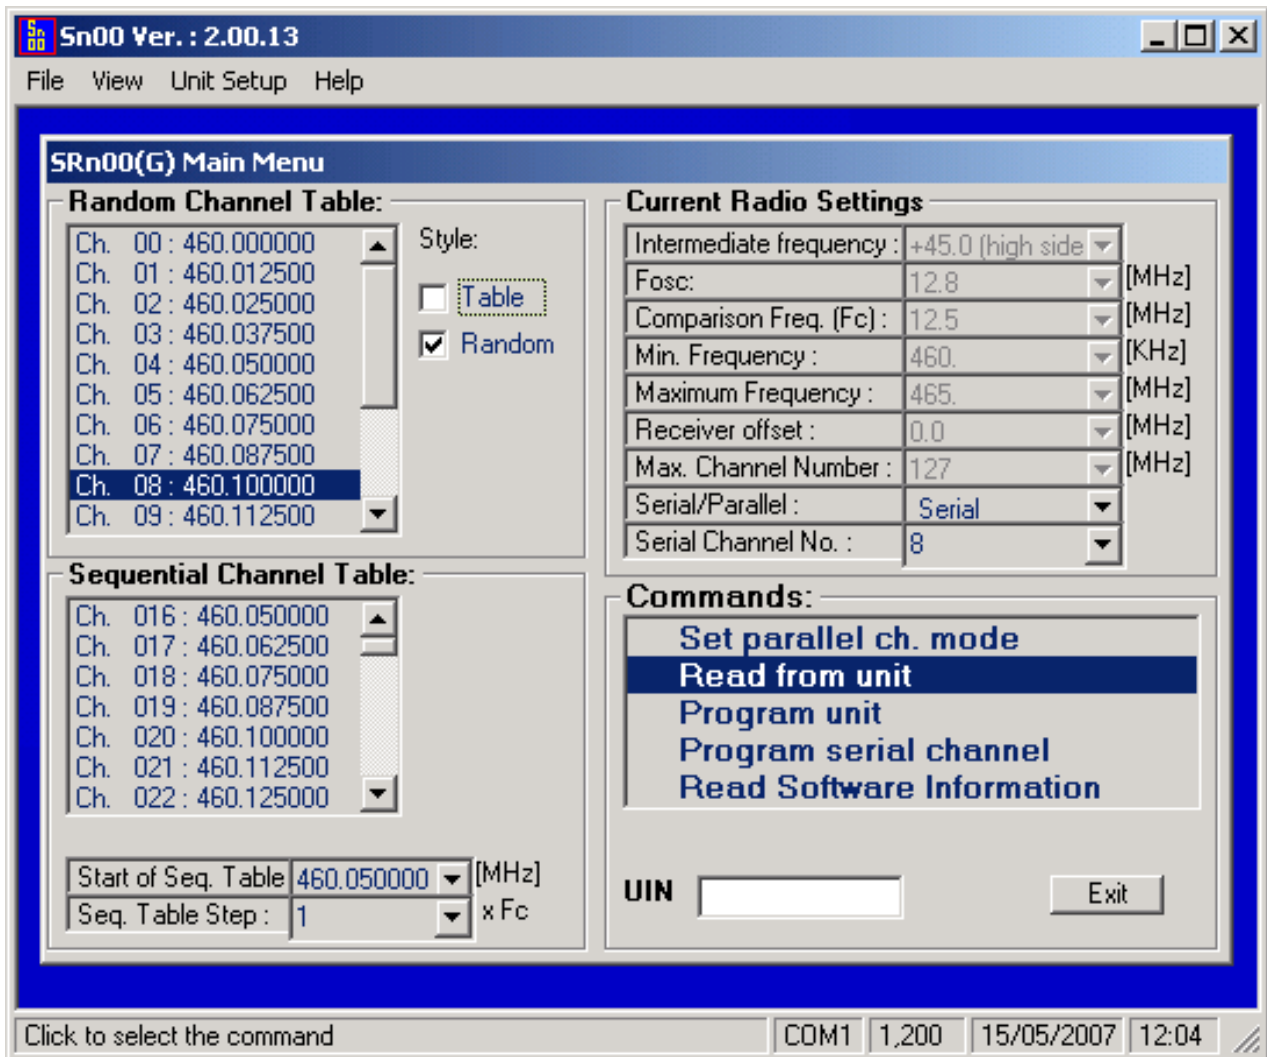 Sn00 Ver. : 2.00.13
File View Unit Setup Help
SRn00(G) Main Menu
Random Channel Table:
Ch. 00 : 460.000000
Ch. 01 : 460.012500
Ch. 02 : 460.025000
Ch. 03 : 460.037500
Ch. 04 : 460.050000
Ch. 05 : 460.062500
Ch. 06 : 460.075000
Ch. 07 : 460.087500
Ch. 08 : 460.100000
Ch. 09 : 460.112500
Style:
Table
Random
Sequential Channel Table:
Ch. 016 : 460.050000
Ch. 017 : 460.062500
Ch. 018 : 460.075000
Ch. 019 : 460.087500
Ch. 020 : 460.100000
Ch. 021 : 460.112500
Ch. 022 : 460.125000
Start of Seq. Table 460.050000 [MHz]
Seq. Table Step : 1 x Fc
Current Radio Settings
Intermediate frequency : +45.0 (high side
Fosc: 12.8 [MHz]
Comparison Freq. (Fc) : 12.5 [MHz]
Min. Frequency : 460. [KHz]
Maximum Frequency : 465. [MHz]
Receiver offset : 0.0 [MHz]
Max. Channel Number : 127 [MHz]
Serial/Parallel : Serial
Serial Channel No. : 8
Commands:
Set parallel ch. mode
Read from unit
Program unit
Program serial channel
Read Software Information
UIN
Exit
Click to select the command COM1 1,200 15/05/2007 12:04